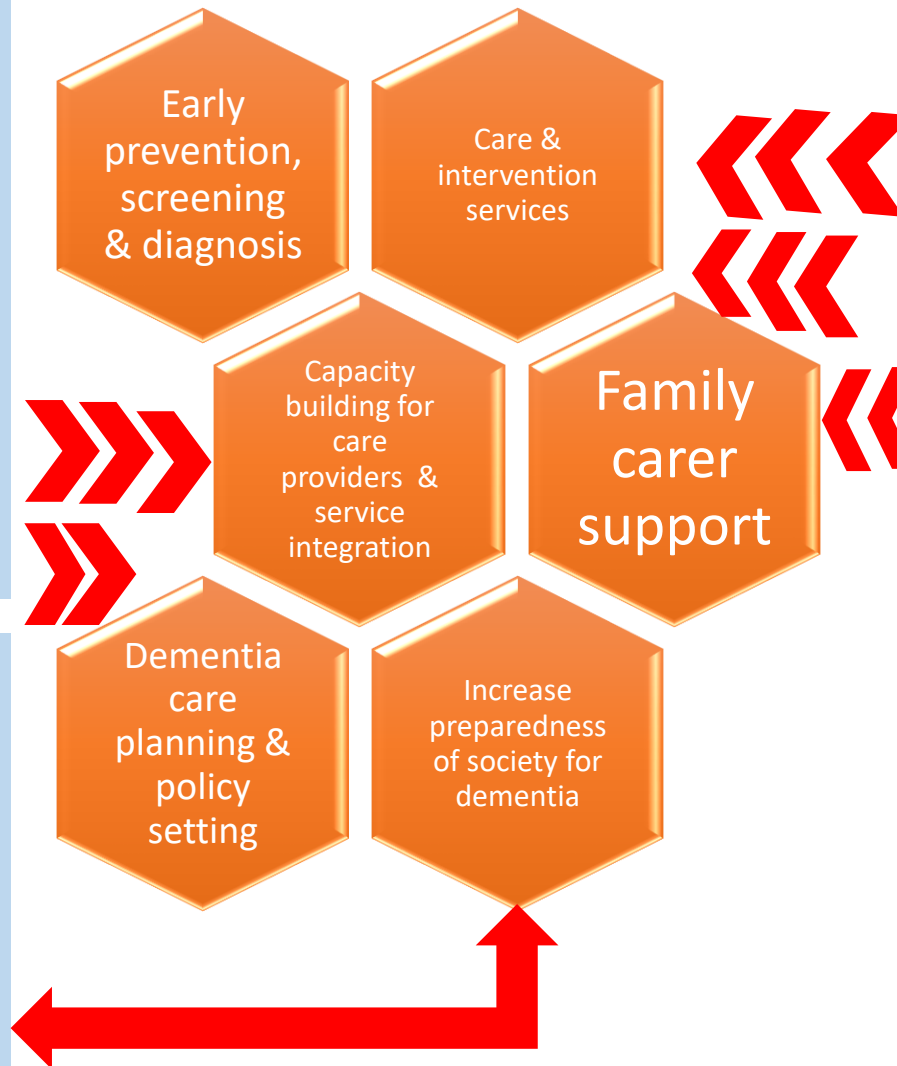 Early
prevention,
screening
& diagnosis
Care &
intervention
services
Capacity
building for
care
providers  &
service
integration
Family
carer
support
Dementia
care
planning &
policy
setting
Increase
preparedness
of society for
dementia